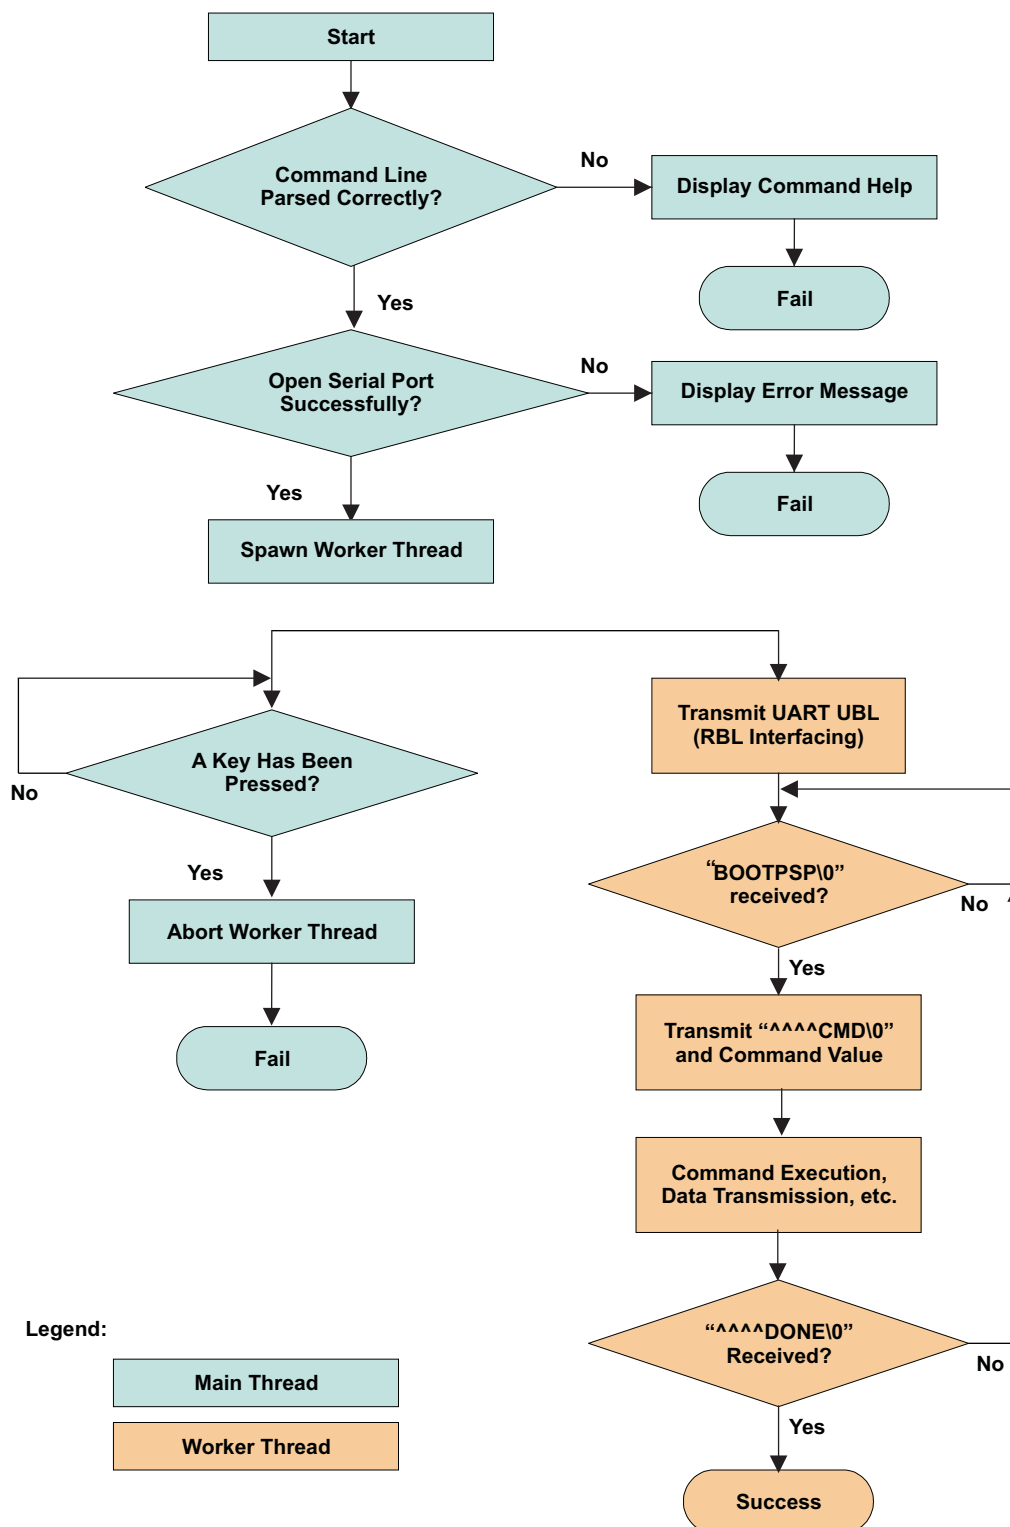 Start
Command Line
Parsed Correctly?
No
Display Command Help
Fail
Yes
Open Serial Port
Successfully?
No
Display Error Message
Fail
Yes
Spawn Worker Thread
A Key Has Been
Pressed?
No
Yes
Abort Worker Thread
Fail
Transmit UART UBL
(RBL Interfacing)
“BOOTPSP\0”
received?
No
Yes
Transmit “^^^^CMD\0”
and Command Value
Command Execution,
Data Transmission, etc.
“^^^^DONE\0”
Received?
No
Yes
Success
Legend:
Main Thread
Worker Thread